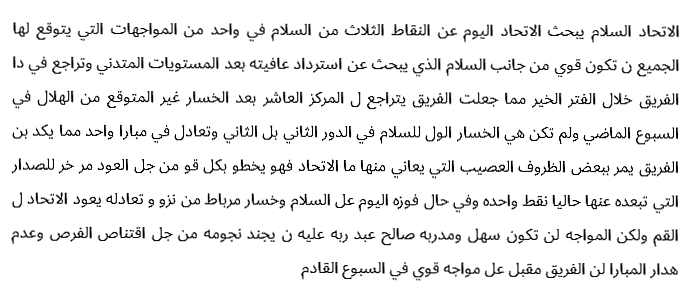 الاتحاد السلام يبحث الاتحاد اليوم عن النقاط الثلاث من السلام في واحد من المواجهات التي يتوقع لها
الجميع ن تكون قوي من جانب السلام الذي يبحث عن استرداد عافيته بعد المستويات المتدني وتراجع في دا
الفريق خلال الفتر الخير مما جعلت الفريق يتراجع ل المركز العاشر بعد الخسار غير المتوقع من الهلال في
السبوع الماضي ولم تكن هي الخسار الول للسلام في الدور الثاني بل الثاني وتعادل في مبارا واحد مما يكد بن
الفريق يمر ببعض الظروف العصيب التي يعاني منها ما الاتحاد فهو يخطو بكل قو من جل العود مر خر للصدار
التي تبعده عنها حاليا نقط واحده وفي حال فوزه اليوم عل السلام وخسار مرباط من نزو و تعادله يعود الاتحاد ل
القم ولكن المواجه لن تكون سهل ومدربه صالح عبد ربه عليه ن يجند نجومه من جل اقتناص الفرص وعدم
هدار المبارا لن الفريق مقبل عل مواجه قوي في السبوع القادم